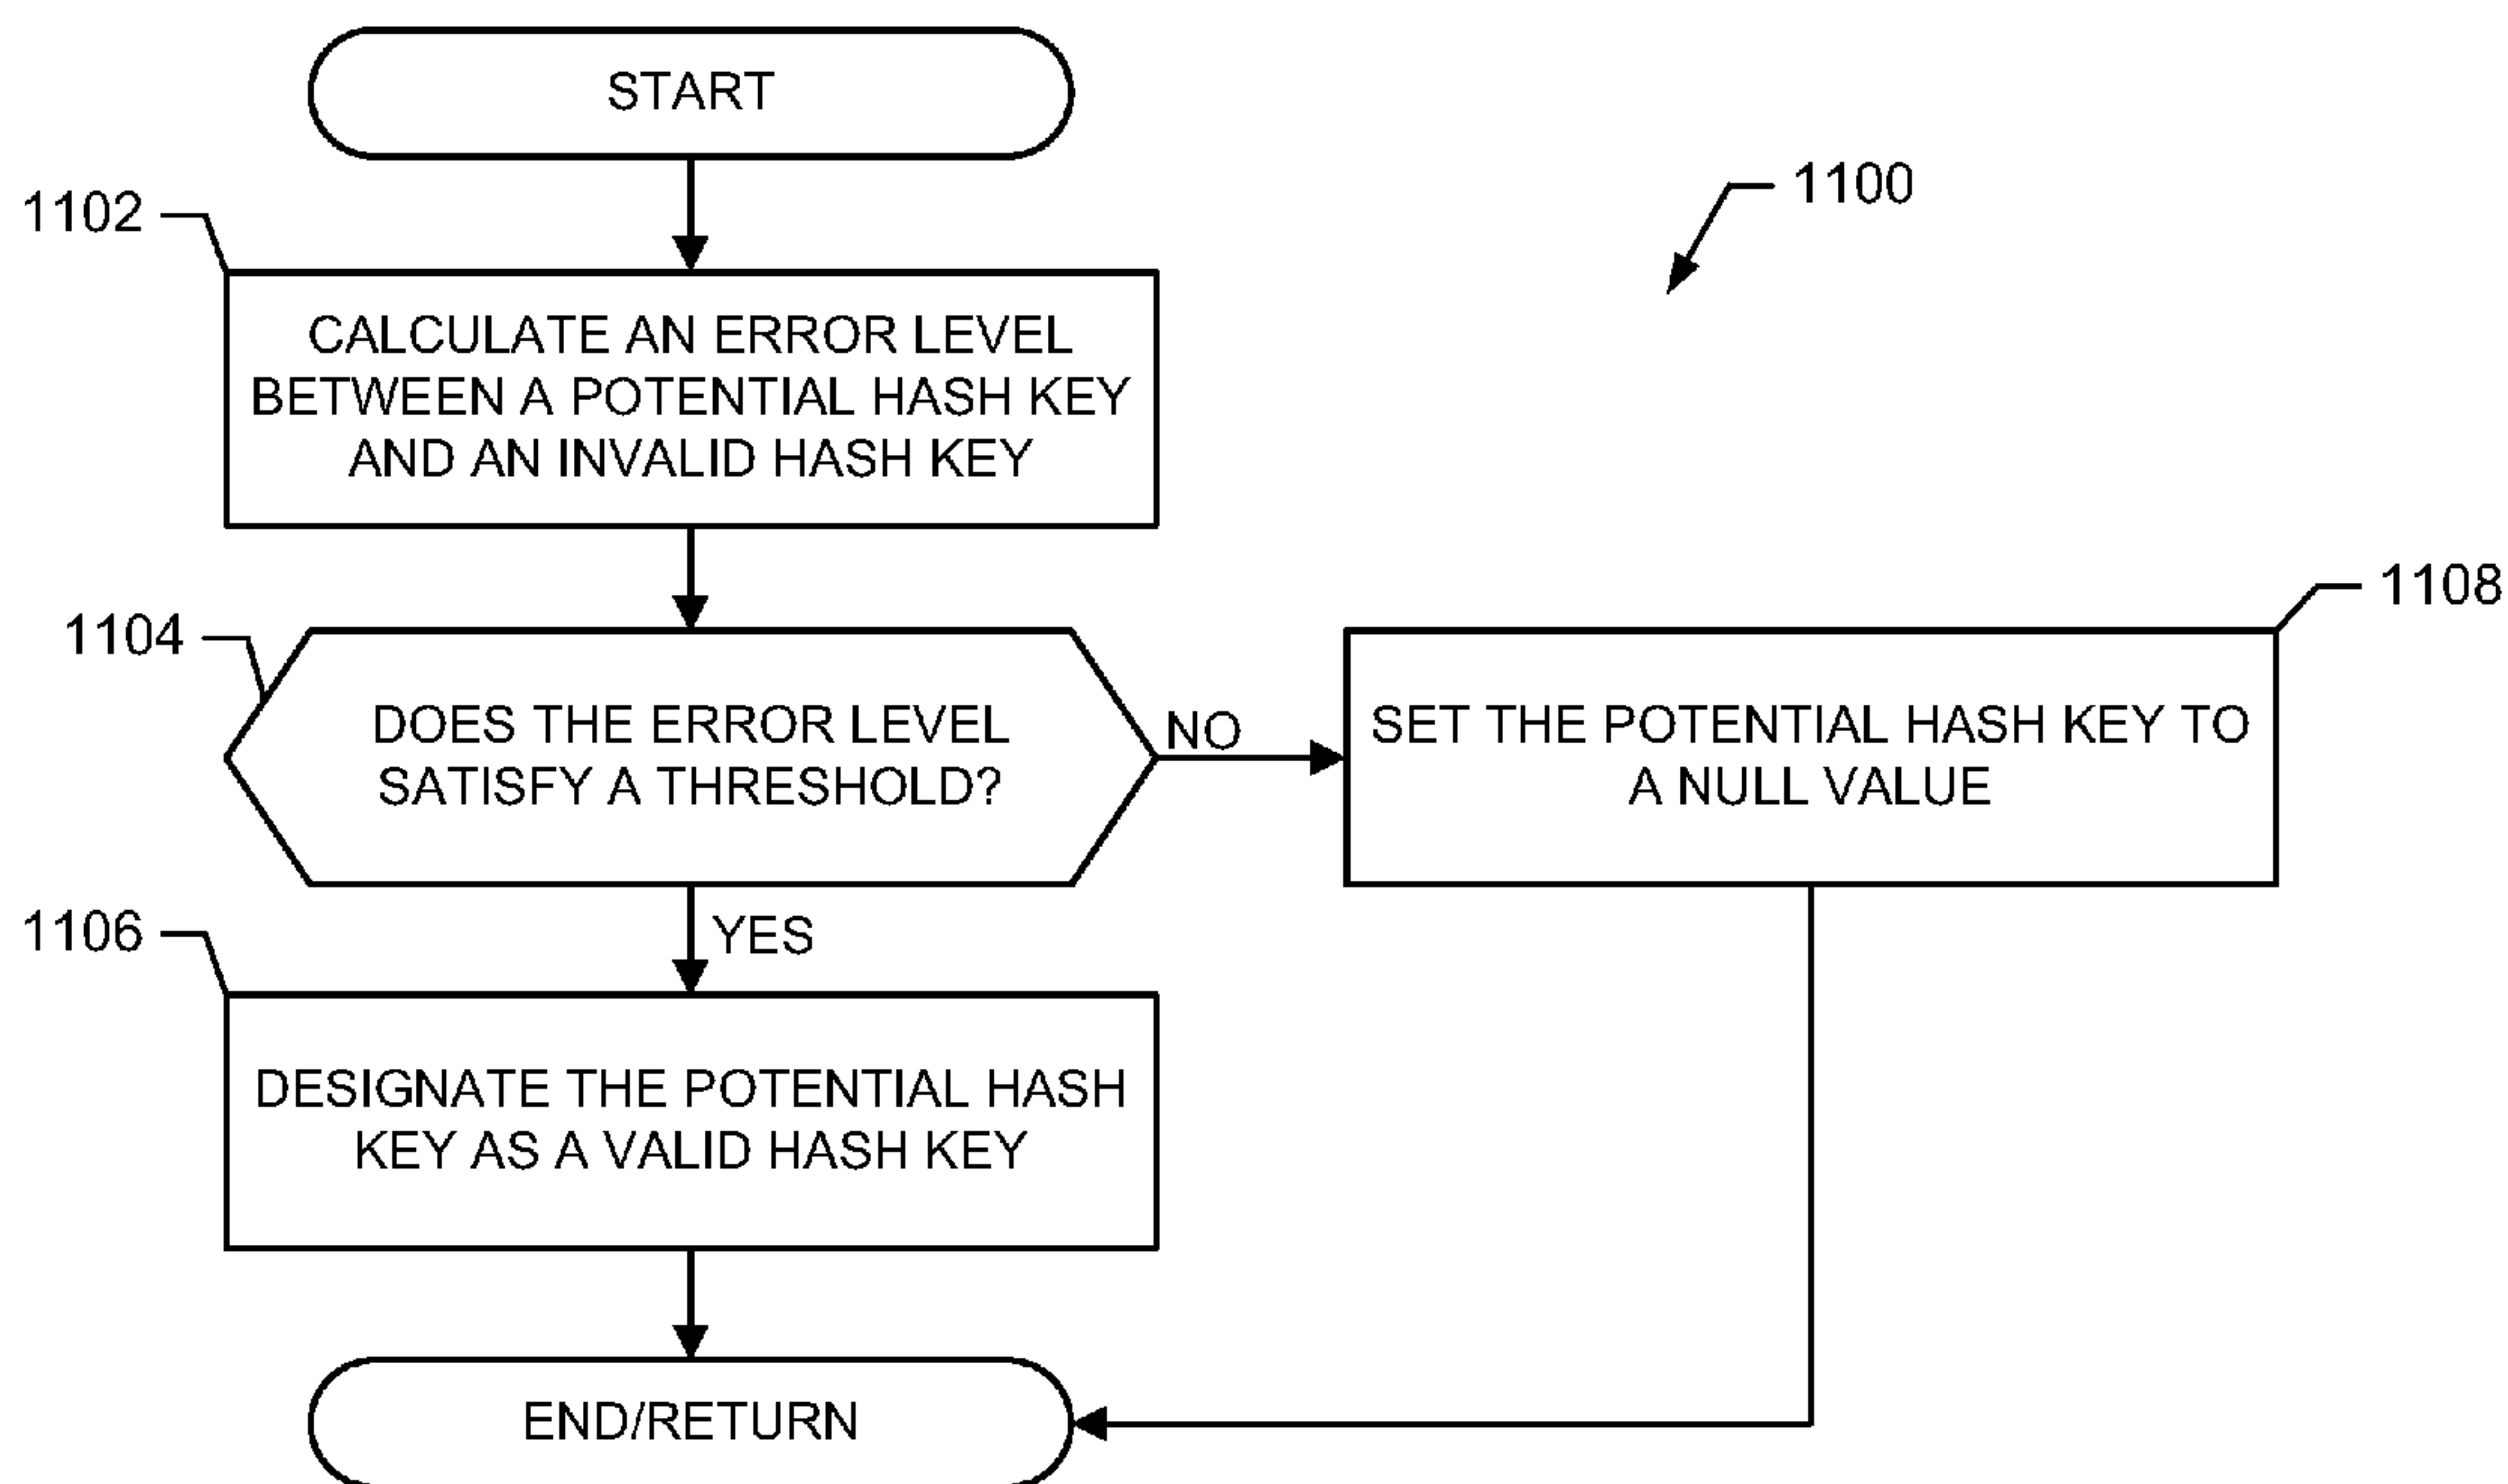 START
1100
1102
CALCULATE AN ERROR LEVEL
BETWEEN A POTENTIAL HASH KEY
AND AN INVALID HASH KEY
1104
DOES THE ERROR LEVEL
SATISFY A THRESHOLD?
NO
1108
SET THE POTENTIAL HASH KEY TO
A NULL VALUE
YES
1106
DESIGNATE THE POTENTIAL HASH
KEY AS A VALID HASH KEY
END/RETURN